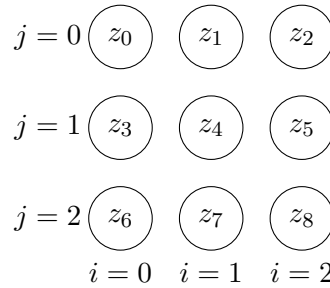 j = 0 z₀ z₁ z₂
j = 1 z₃ z₄ z₅
j = 2 z₆ z₇ z₈
i = 0 i = 1 i = 2